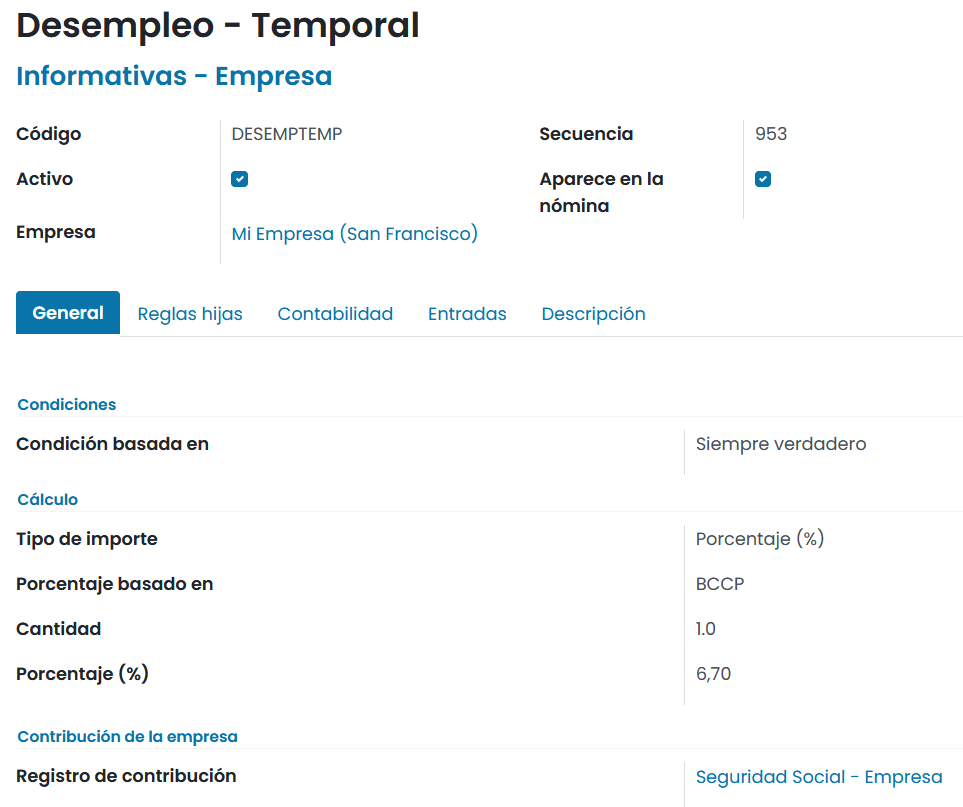 Desempleo - Temporal
Informativas - Empresa
Código DESEMPTEMP Secuencia 953
Activo Aparece en la
nómina
Empresa Mi Empresa (San Francisco)
General Reglas hijas Contabilidad Entradas Descripción
Condiciones
Condición basada en Siempre verdadero
Cálculo
Tipo de importe Porcentaje (%)
Porcentaje basado en BCCP
Cantidad 1.0
Porcentaje (%) 6,70
Contribución de la empresa
Registro de contribución Seguridad Social - Empresa